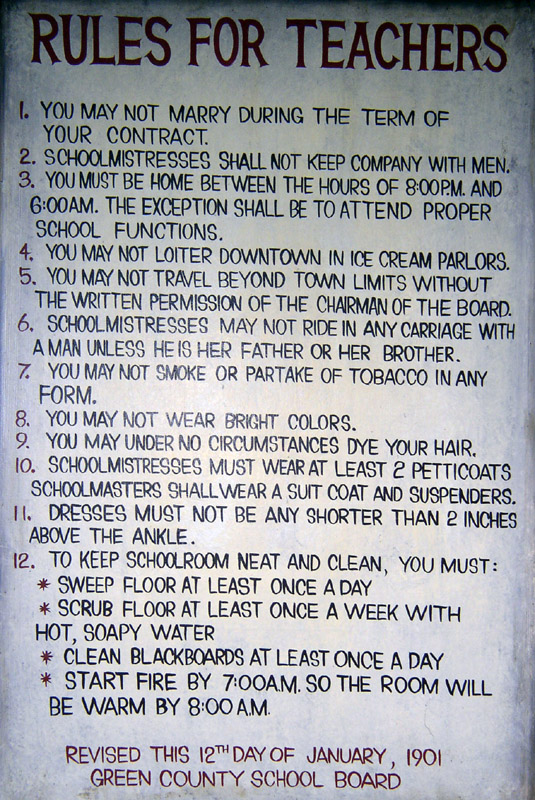 RULES FOR TEACHERS
1. YOU MAY NOT MARRY DURING THE TERM OF
YOUR CONTRACT.
2. SCHOOLMISTRESSES SHALL NOT KEEP COMPANY WITH MEN.
3. YOU MUST BE HOME BETWEEN THE HOURS OF 8:00P.M. AND
6:00AM. THE EXCEPTION SHALL BE TO ATTEND PROPER
SCHOOL FUNCTIONS.
4. YOU MAY NOT LOITER DOWNTOWN IN ICE CREAM PARLORS.
5. YOU MAY NOT TRAVEL BEYOND TOWN LIMITS WITHOUT
THE WRITTEN PERMISSION OF THE CHAIRMAN OF THE BOARD.
6. SCHOOLMISTRESSES MAY NOT RIDE IN ANY CARRIAGE WITH
A MAN UNLESS HE IS HER FATHER OR HER BROTHER.
7. YOU MAY NOT SMOKE OR PARTAKE OF TOBACCO IN ANY
FORM.
8. YOU MAY NOT WEAR BRIGHT COLORS.
9. YOU MAY UNDER NO CIRCUMSTANCES DYE YOUR HAIR.
10. SCHOOLMISTRESSES MUST WEAR AT LEAST 2 PETTICOATS
SCHOOLMASTERS SHALL WEAR A SUIT COAT AND SUSPENDERS.
11. DRESSES MUST NOT BE ANY SHORTER THAN 2 INCHES
ABOVE THE ANKLE.
12. TO KEEP SCHOOLROOM NEAT AND CLEAN, YOU MUST:
* SWEEP FLOOR AT LEAST ONCE A DAY
* SCRUB FLOOR AT LEAST ONCE A WEEK WITH
HOT, SOAPY WATER
* CLEAN BLACKBOARDS AT LEAST ONCE A DAY
* START FIRE BY 7:00A.M. SO THE ROOM WILL
BE WARM BY 8:00 A.M.
REVISED THIS 12TH DAY OF JANUARY, 1901
GREEN COUNTY SCHOOL BOARD